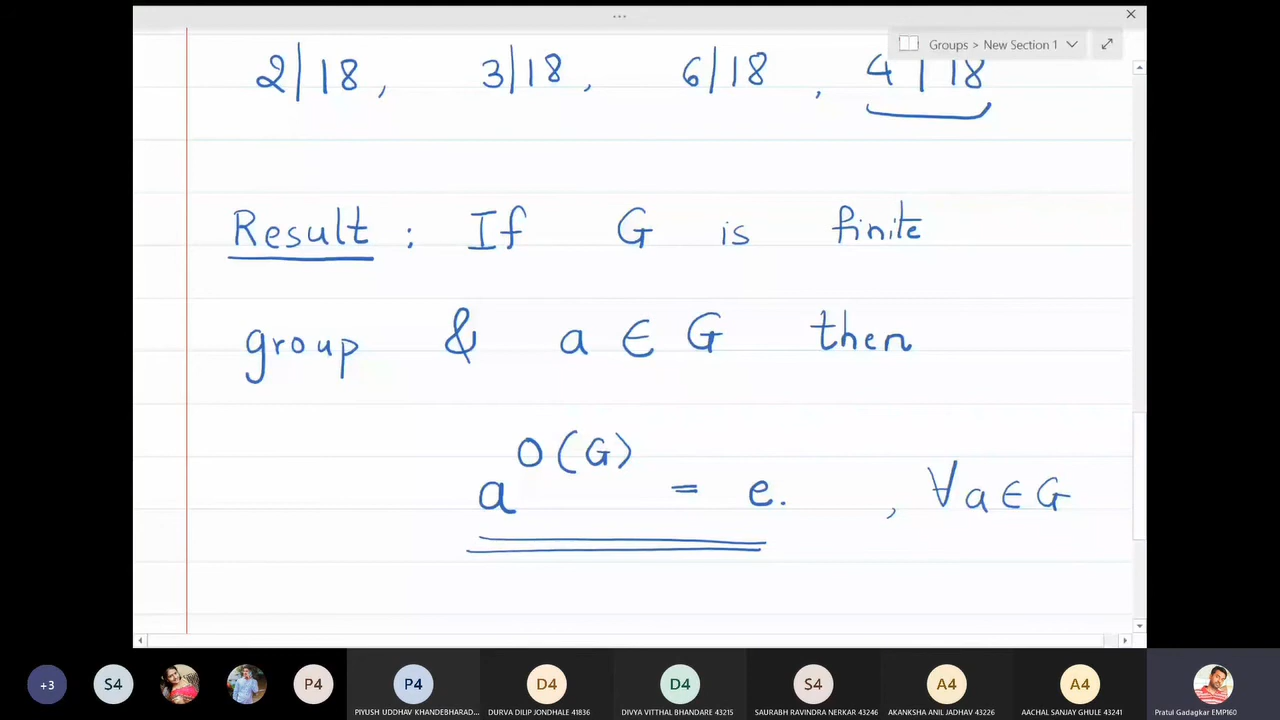 Groups > New Section 1
2/18, 3/18, 6/18, 4 | 18
Result : If G is finite
group & a ∈ G then
a^O(G) = e. , ∀a∈G
+3 S4 P4 P4 D4 D4 S4 A4 A4
PIYUSH UDDHAV KHANDEBHARAD... DURVA DILIP JONDHALE 41836 DIVYA VITTHAL BHANDARE 43215 SAURABH RAVINDRA NERKAR 43246 AKANKSHA ANIL JADHAV 43226 AACHAL SANJAY GHULE 43241 Pratul Gadagkar EMP160